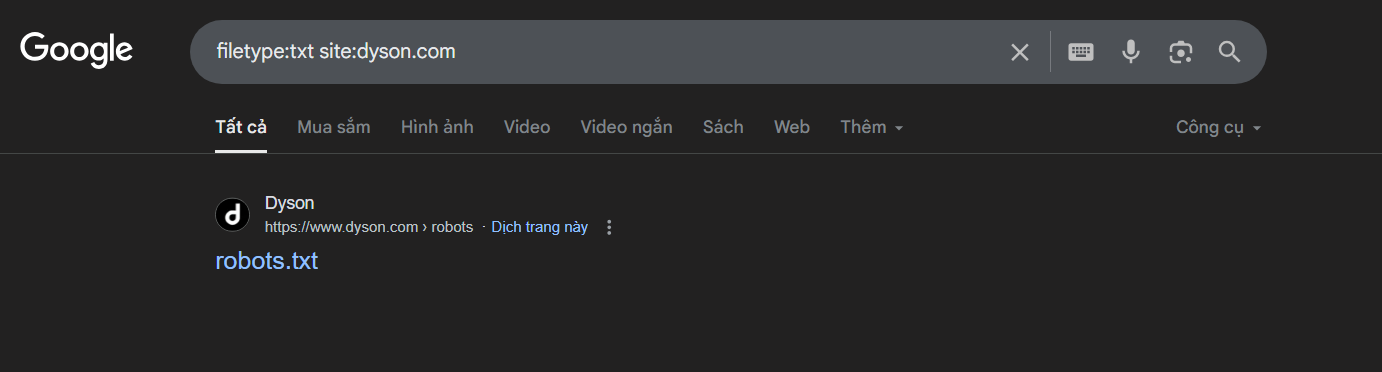 Google
filetype:txt site:dyson.com
Tất cả Mua sắm Hình ảnh Video Video ngắn Sách Web Thêm Công cụ
d
Dyson
https://www.dyson.com › robots · Dịch trang này
robots.txt